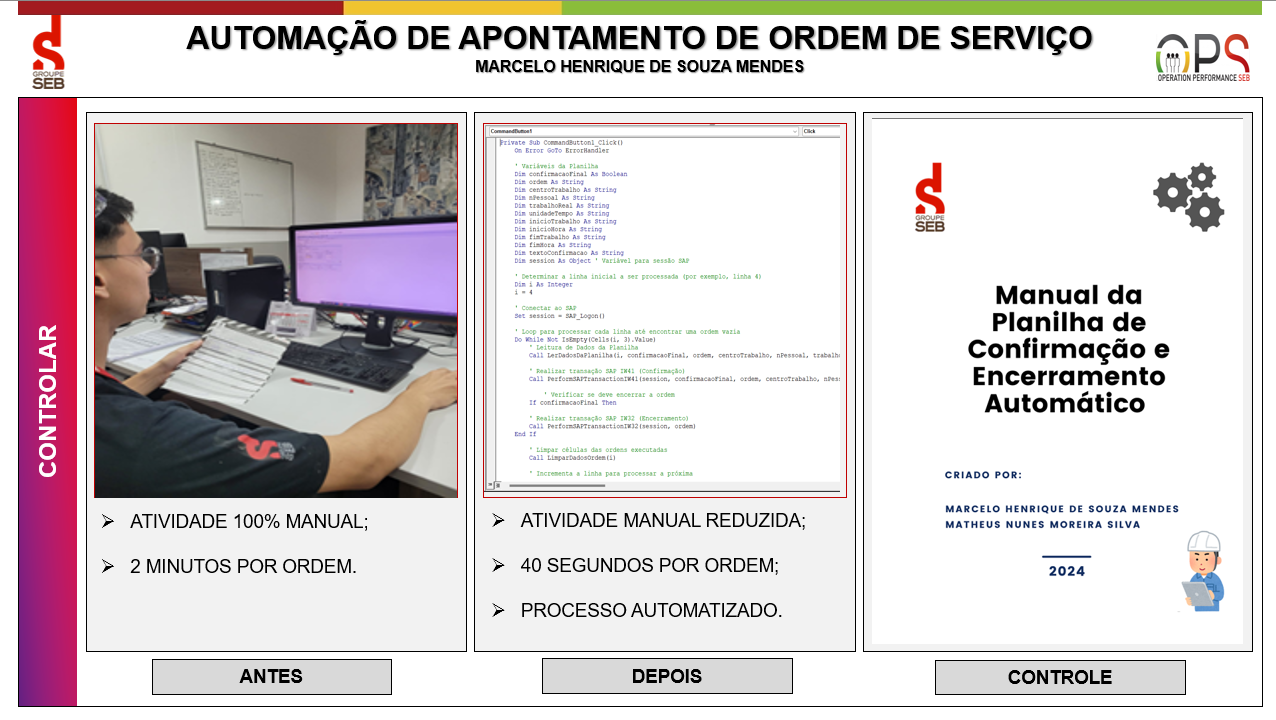 AUTOMAÇÃO DE APONTAMENTO DE ORDEM DE SERVIÇO
MARCELO HENRIQUE DE SOUZA MENDES
GROUPE
SEB
OPS
OPERATION PERFORMANCE SEB
CONTROLAR
ATIVIDADE 100% MANUAL;
2 MINUTOS POR ORDEM.
ANTES
CommandButton1
Click
Private Sub CommandButton1_Click()
On Error GoTo ErrorHandler
' Variáveis da Planilha
Dim confirmacaoFinal As Boolean
Dim ordem As String
Dim centroTrabalho As String
Dim nPessoal As String
Dim trabalhoReal As String
Dim unidadeTempo As String
Dim inicioTrabalho As String
Dim inicioHora As String
Dim fimTrabalho As String
Dim fimHora As String
Dim textoConfirmacao As String
Dim session As Object ' Variável para sessão SAP
' Determinar a linha inicial a ser processada (por exemplo, linha 4)
Dim i As Integer
i = 4
' Conectar ao SAP
Set session = SAP_Logon()
' Loop para processar cada linha até encontrar uma ordem vazia
Do While Not IsEmpty(Cells(i, 3).Value)
' Leitura de Dados da Planilha
Call LerDadosDaPlanilha(i, confirmacaoFinal, ordem, centroTrabalho, nPessoal, trabalho
' Realizar transação SAP IW41 (Confirmação)
Call PerformSAPTransactionIW41(session, confirmacaoFinal, ordem, centroTrabalho, nPes
' Verificar se deve encerrar a ordem
If confirmacaoFinal Then
' Realizar transação SAP IW32 (Encerramento)
Call PerformSAPTransactionIW32(session, ordem)
End If
' Limpar células das ordens executadas
Call LimparDadosOrdem(i)
' Incrementa a linha para processar a próxima
ATIVIDADE MANUAL REDUZIDA;
40 SEGUNDOS POR ORDEM;
PROCESSO AUTOMATIZADO.
DEPOIS
GROUPE
SEB
Manual da
Planilha de
Confirmação e
Encerramento
Automático
CRIADO POR:
MARCELO HENRIQUE DE SOUZA MENDES
MATHEUS NUNES MOREIRA SILVA
2024
CONTROLE